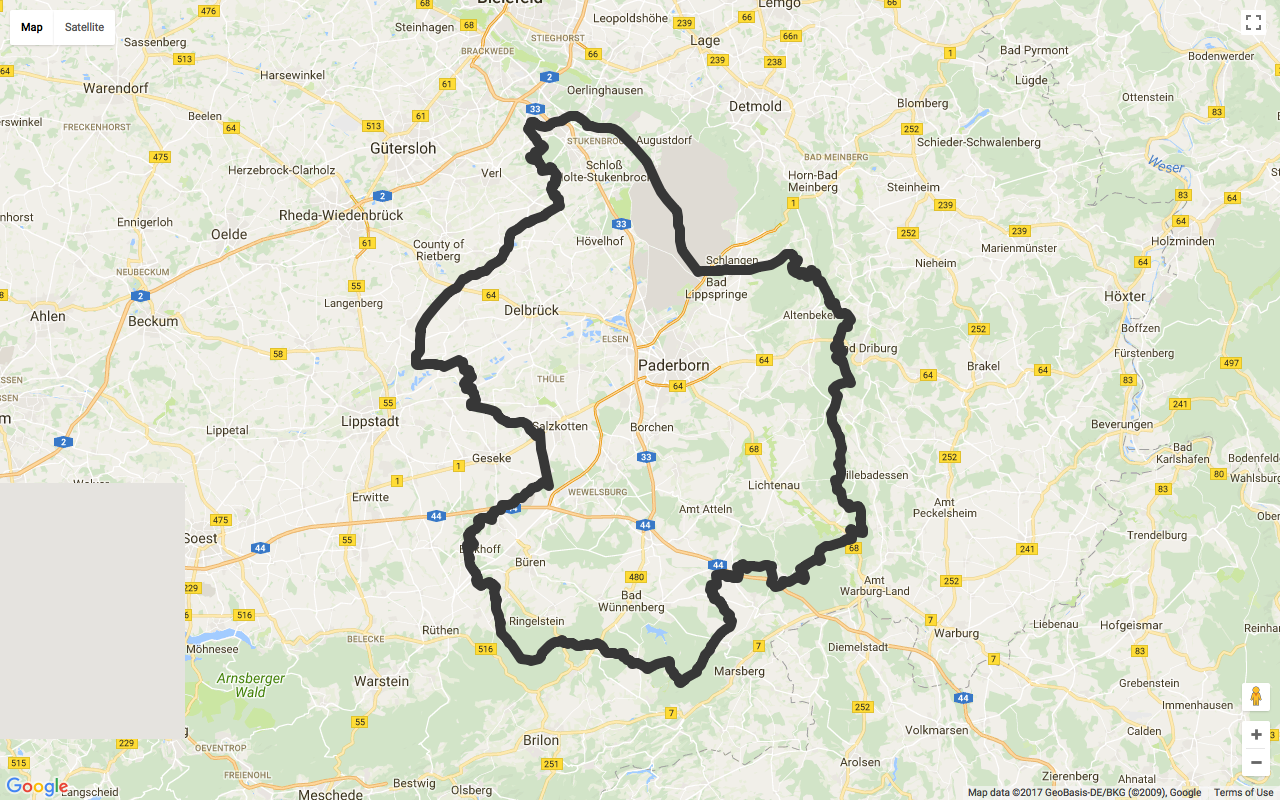 Map
Satellite
476
Steinhagen
68
Bielefeld
Leopoldshöhe
66
Lemgo
66
239
Sassenberg
513
64
BRACKWEDE
STIEGHORST
66
Lage
66n
1
Bad Pyrmont
Bodenwerder
Harsewinkel
61
2
239
238
Lügde
Warendorf
Oerlinghausen
Detmold
Blomberg
Ottenstein
83
Beelen
33
61
FRECKENHORST
64
513
STUKENBROCK
Augustdorf
252
Schieder-Schwalenberg
Gütersloh
475
BAD MEINBERG
Weser
Herzebrock-Clarholz
Verl
Schloß
Holte-Stukenbrock
Horn-Bad
Meinberg
Steinheim
2
1
239
83
64
Ennigerloh
Rheda-Wiedenbrück
33
64
Oelde
61
County of
Rietberg
Hövelhof
252
239
Marienmünster
Holzminden
NEUBECKUM
Schlangen
Nieheim
64
55
Bad
Lippspringe
2
64
Höxter
Langenberg
Delbrück
Altenbeken
Ahlen
Beckum
ELSEN
252
Boffzen
58
Bad Driburg
Fürstenberg
Paderborn
64
Brakel
64
497
THÜLE
64
64
83
55
241
Lippstadt
Salzkotten
Borchen
Beverungen
Lippetal
2
68
Bad
Karlshafen
Geseke
33
252
Bodenfelde
1
Willebadessen
80
1
Lichtenau
83
Erwitte
WEWELSBURG
Amt
Peckelsheim
475
44
44
Amt Atteln
Soest
44
55
44
Trendelburg
68
241
Büren
44
229
480
Amt
Warburg-Land
252
Bad
Wünnenberg
516
Ringelstein
7
Liebenau
Hofgeismar
Rüthen
BELECKE
7
Warburg
Möhnesee
516
Diemelstadt
83
7
Arnsberger
Wald
Warstein
Marsberg
Grebenstein
44
252
Immenhausen
7
55
Volkmarsen
Calden
229
OEVENTROP
Brilon
515
251
Arolsen
FREIENOHL
Zierenberg
Ahnatal
Bestwig
Olsberg
Google
Langscheid
Meschede
Map data ©2017 GeoBasis-DE/BKG (©2009), Google
Terms of Use